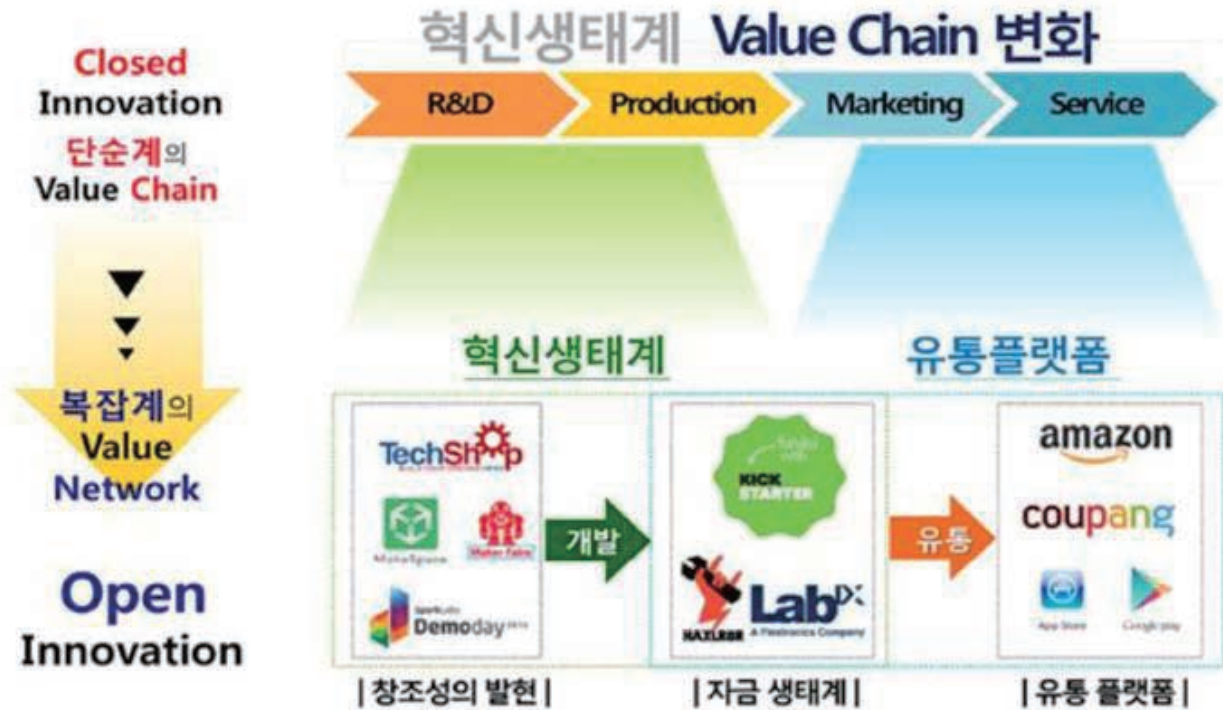 혁신생태계 Value Chain 변화
Closed
Innovation
단순계의
Value Chain
R&D
Production
Marketing
Service
복잡계의
Value
Network
Open
Innovation
혁신생태계
유통플랫폼
TechShop
MakeSpace
Maker Faire
SparkLabs
Demoday
개발
KICK
STARTER
HAXLR8R
Lab IX
A Flextronics Company
유통
amazon
coupang
App Store
Google play
| 창조성의 발현 |
| 자금 생태계 |
| 유통 플랫폼 |